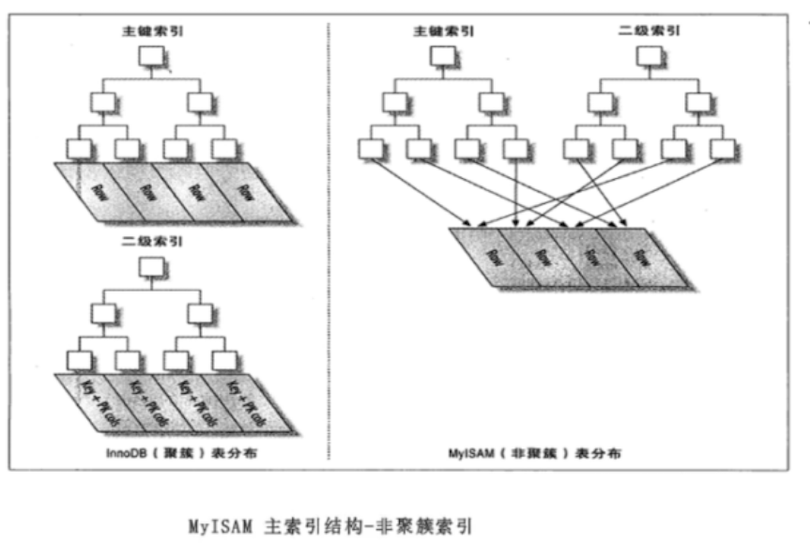 主键索引
Row Row Row Row
二级索引
Key + PK cols Key + PK cols Key + PK cols Key + PK cols
InnoDB（聚簇）表分布
主键索引 二级索引
Row Row Row Row
MyISAM（非聚簇）表分布
MyISAM 主索引结构-非聚簇索引